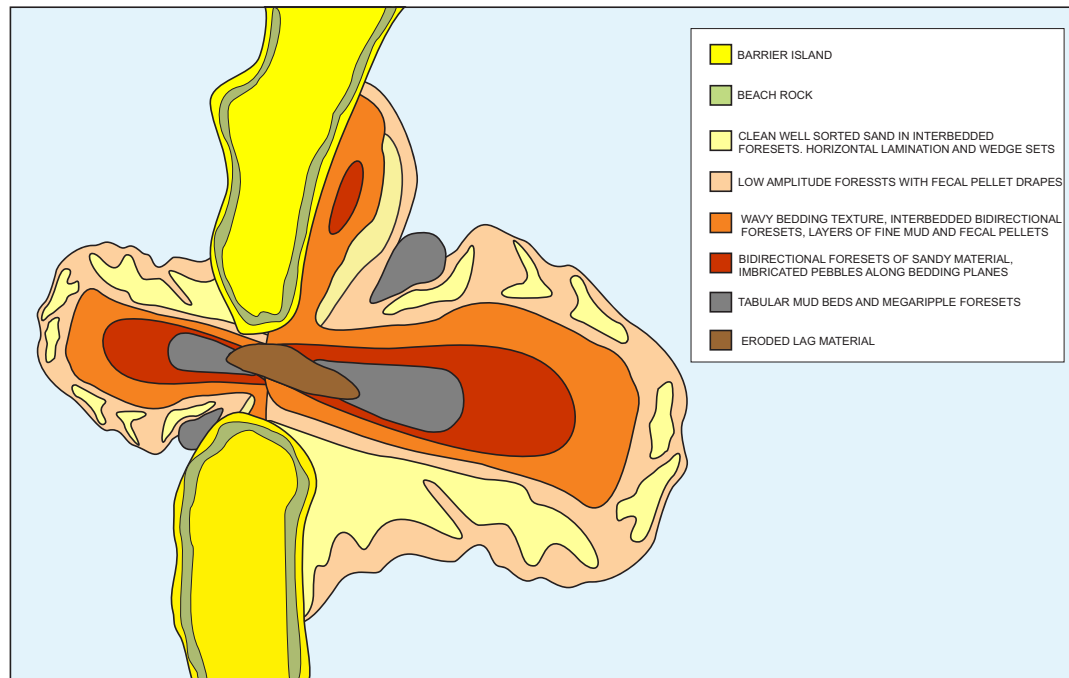 BARRIER ISLAND
BEACH ROCK
CLEAN WELL SORTED SAND IN INTERBEDDED
FORESETS. HORIZONTAL LAMINATION AND WEDGE SETS
LOW AMPLITUDE FORESSTS WITH FECAL PELLET DRAPES
WAVY BEDDING TEXTURE, INTERBEDDED BIDIRECTIONAL
FORESETS, LAYERS OF FINE MUD AND FECAL PELLETS
BIDIRECTIONAL FORESETS OF SANDY MATERIAL,
IMBRICATED PEBBLES ALONG BEDDING PLANES
TABULAR MUD BEDS AND MEGARIPPLE FORESETS
ERODED LAG MATERIAL